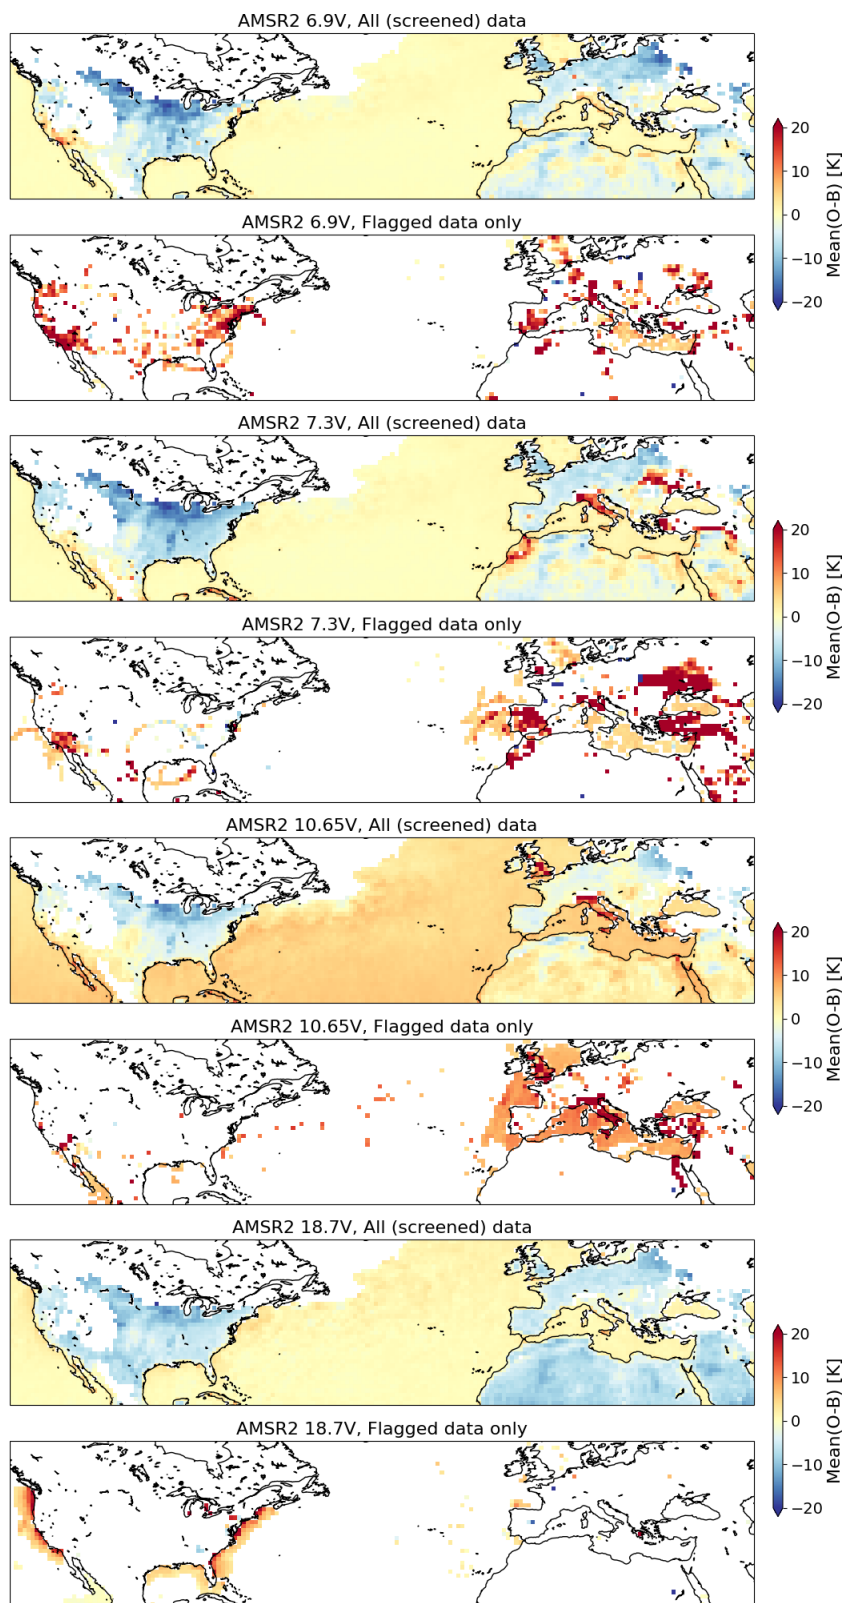 AMSR2 6.9V, All (screened) data
AMSR2 6.9V, Flagged data only
20
10
0
−10
−20
Mean(O-B) [K]
AMSR2 7.3V, All (screened) data
AMSR2 7.3V, Flagged data only
20
10
0
−10
−20
Mean(O-B) [K]
AMSR2 10.65V, All (screened) data
AMSR2 10.65V, Flagged data only
20
10
0
−10
−20
Mean(O-B) [K]
AMSR2 18.7V, All (screened) data
AMSR2 18.7V, Flagged data only
20
10
0
−10
−20
Mean(O-B) [K]